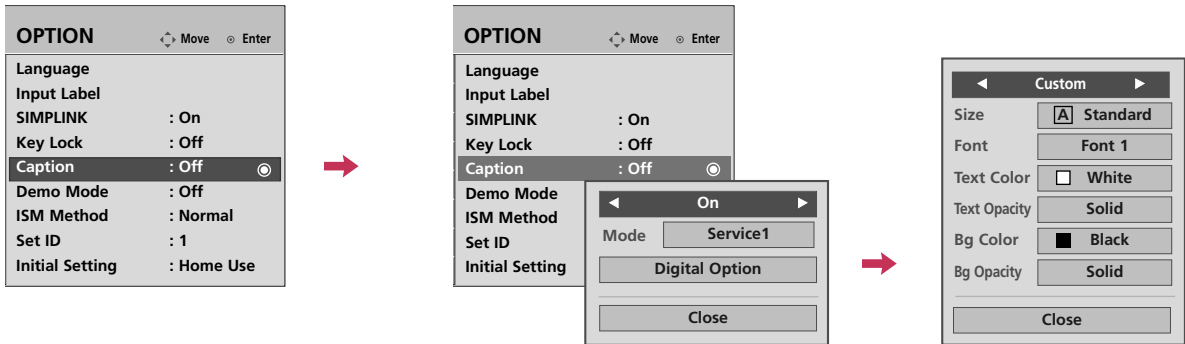 OPTION Move Enter
Language
Input Label
SIMPLINK : On
Key Lock : Off
Caption : Off
Demo Mode : Off
ISM Method : Normal
Set ID : 1
Initial Setting : Home Use
OPTION Move Enter
Language
Input Label
SIMPLINK : On
Key Lock : Off
Caption : Off
Demo Mode
ISM Method
Set ID
Initial Setting
◀ On ▶
Mode Service1
Digital Option
Close
◀ Custom ▶
Size A Standard
Font Font 1
Text Color White
Text Opacity Solid
Bg Color Black
Bg Opacity Solid
Close